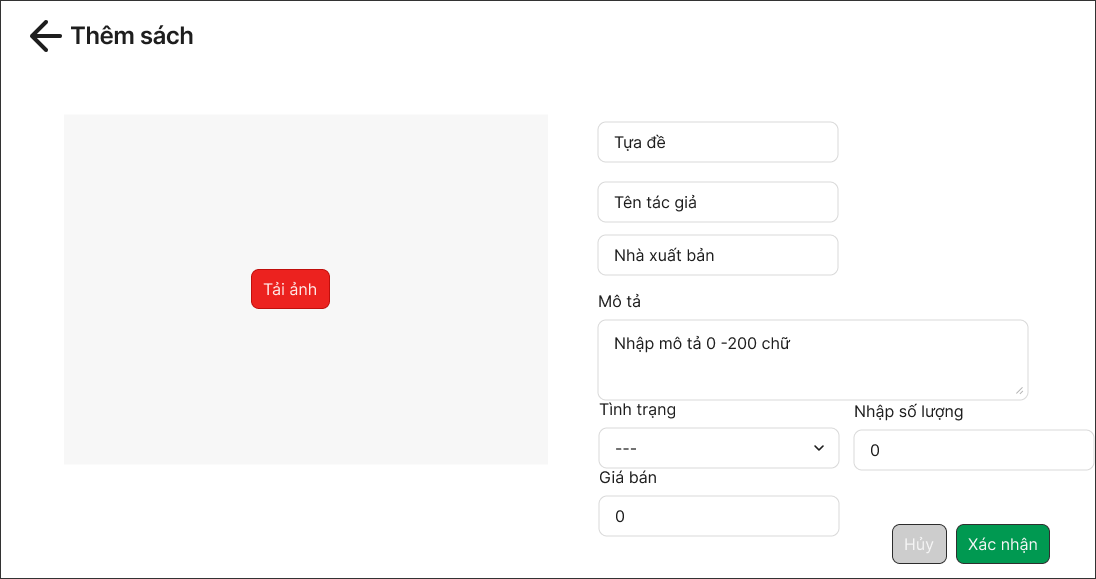 Thêm sách
Tải ảnh
Tựa đề
Tên tác giả
Nhà xuất bản
Mô tả
Nhập mô tả 0 -200 chữ
Tình trạng
Nhập số lượng
---
0
Giá bán
0
Hủy
Xác nhận